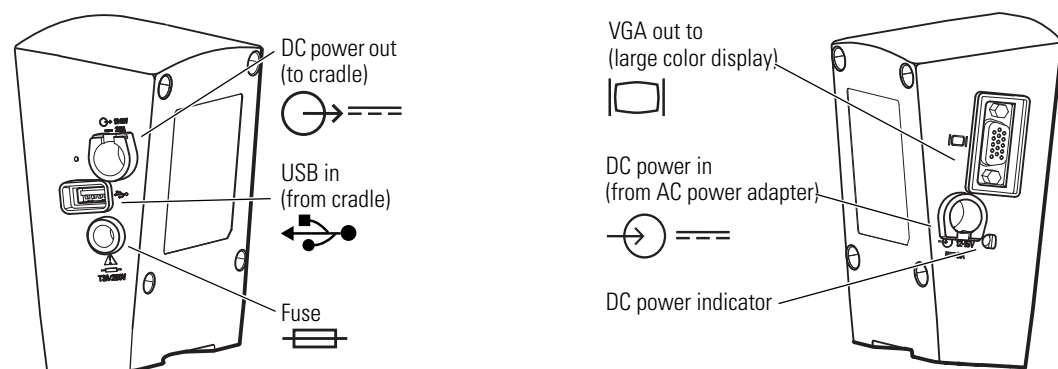 DC power out
(to cradle)
USB in
(from cradle)
Fuse
VGA out to
(large color display)
DC power in
(from AC power adapter)
DC power indicator